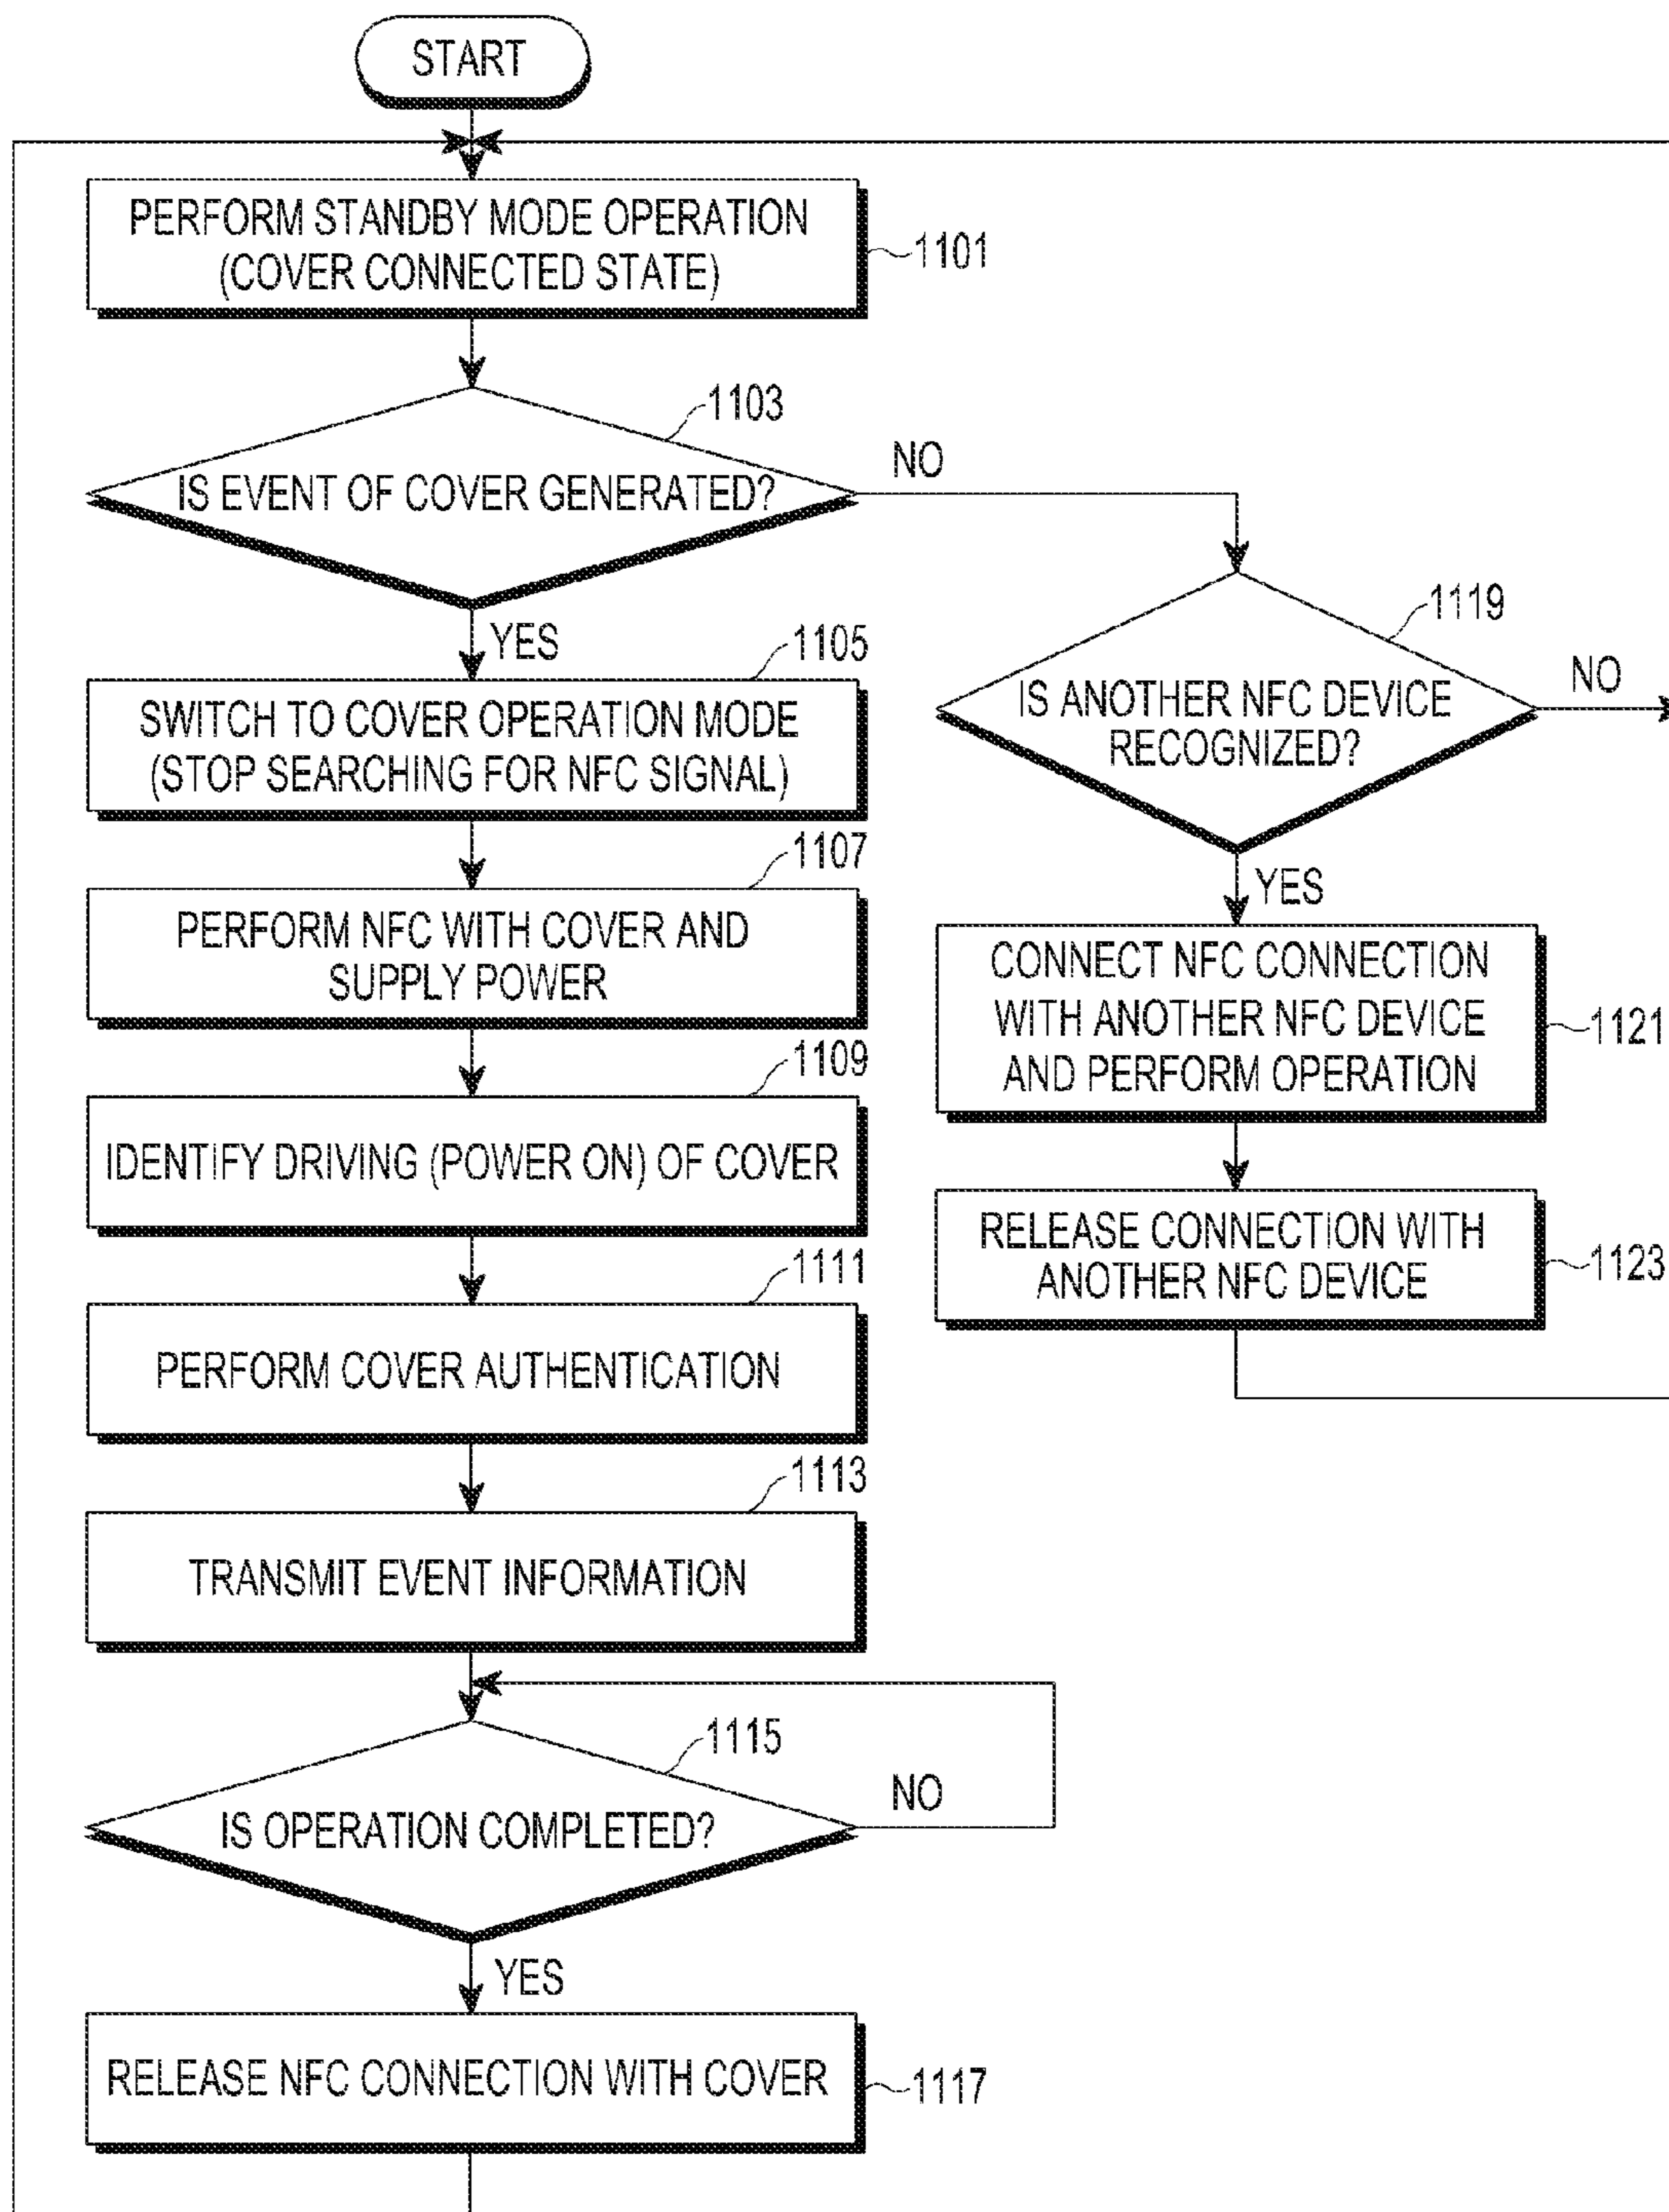 START
PERFORM STANDBY MODE OPERATION
(COVER CONNECTED STATE)
1101
1103
IS EVENT OF COVER GENERATED?
NO
YES
1105
SWITCH TO COVER OPERATION MODE
(STOP SEARCHING FOR NFC SIGNAL)
1107
PERFORM NFC WITH COVER AND
SUPPLY POWER
1109
IDENTIFY DRIVING (POWER ON) OF COVER
1111
PERFORM COVER AUTHENTICATION
1113
TRANSMIT EVENT INFORMATION
1115
IS OPERATION COMPLETED?
NO
YES
RELEASE NFC CONNECTION WITH COVER
1117
1119
IS ANOTHER NFC DEVICE
RECOGNIZED?
NO
YES
CONNECT NFC CONNECTION
WITH ANOTHER NFC DEVICE
AND PERFORM OPERATION
1121
RELEASE CONNECTION WITH
ANOTHER NFC DEVICE
1123